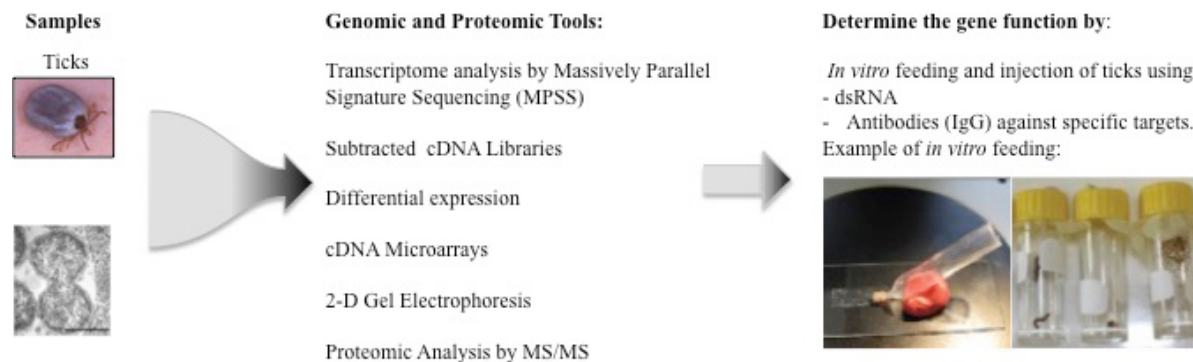 Samples
Ticks
Genomic and Proteomic Tools:
Transcriptome analysis by Massively Parallel
Signature Sequencing (MPSS)
Subtracted cDNA Libraries
Differential expression
cDNA Microarrays
2-D Gel Electrophoresis
Proteomic Analysis by MS/MS
Determine the gene function by:
In vitro feeding and injection of ticks using
- dsRNA
- Antibodies (IgG) against specific targets.
Example of in vitro feeding: